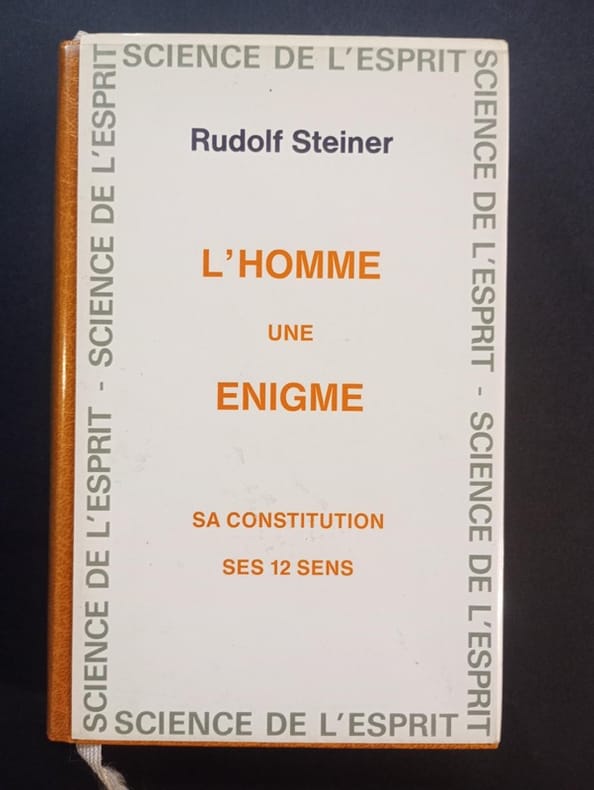 SCIENCE DE L'ESPRIT
Rudolf Steiner
L'HOMME
UNE
ENIGME
SA CONSTITUTION
SES 12 SENS
SCIENCE DE L'ESPRIT - SCIENCE DE L'ESPRIT
SCIENCE DE L'ESPRIT - SCIENCE DE L'ESPRIT
SCIENCE DE L'ESPRIT